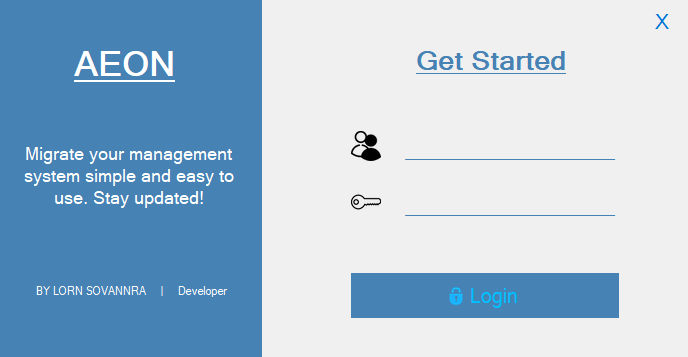 AEON
Migrate your management
system simple and easy to
use. Stay updated!
BY LORN SOVANNRA | Developer
X
Get Started
Login